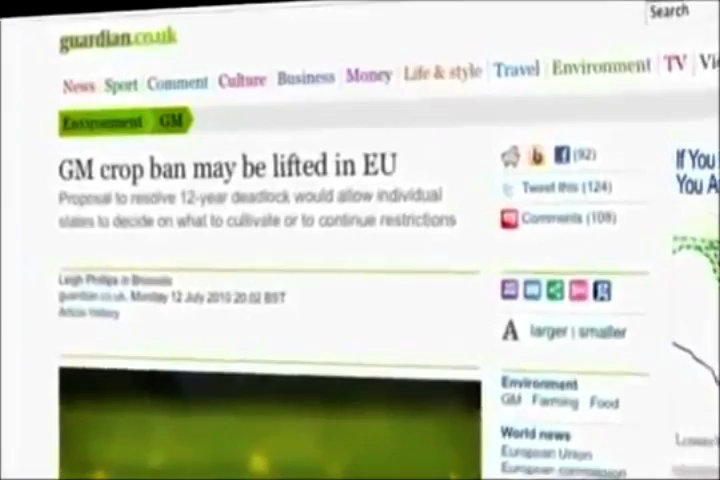 Search
guardian.co.uk
News Sport Comment Culture Business Money Life & style Travel Environment TV Vi
Environment GM
GM crop ban may be lifted in EU
Proposal to resolve 12-year deadlock would allow individual
states to decide on what to cultivate or to continue restrictions
(92)
Tweet this (124)
Comments (109)
If You
You A
Leigh Phillips in Brussels
guardian.co.uk, Monday 12 July 2010 20.02 BST
Article history
A larger | smaller
Environment
GM Farming Food
World news
European Union
European commission